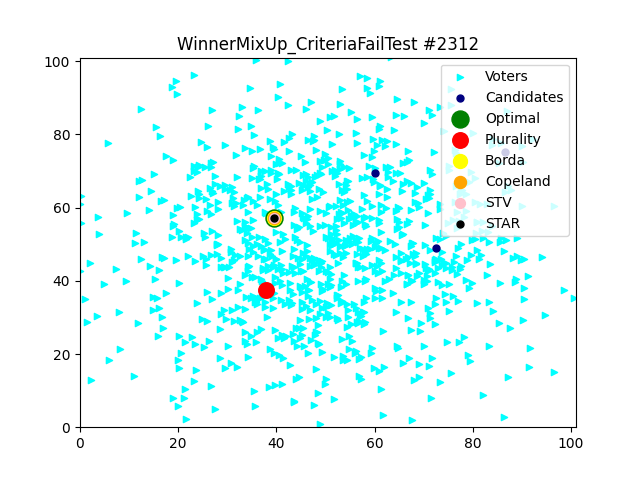 WinnerMixUp_CriteriaFailTest #2312
100
80
60
40
20
0
0 20 40 60 80 100
Voters
Candidates
Optimal
Plurality
Borda
Copeland
STV
STAR